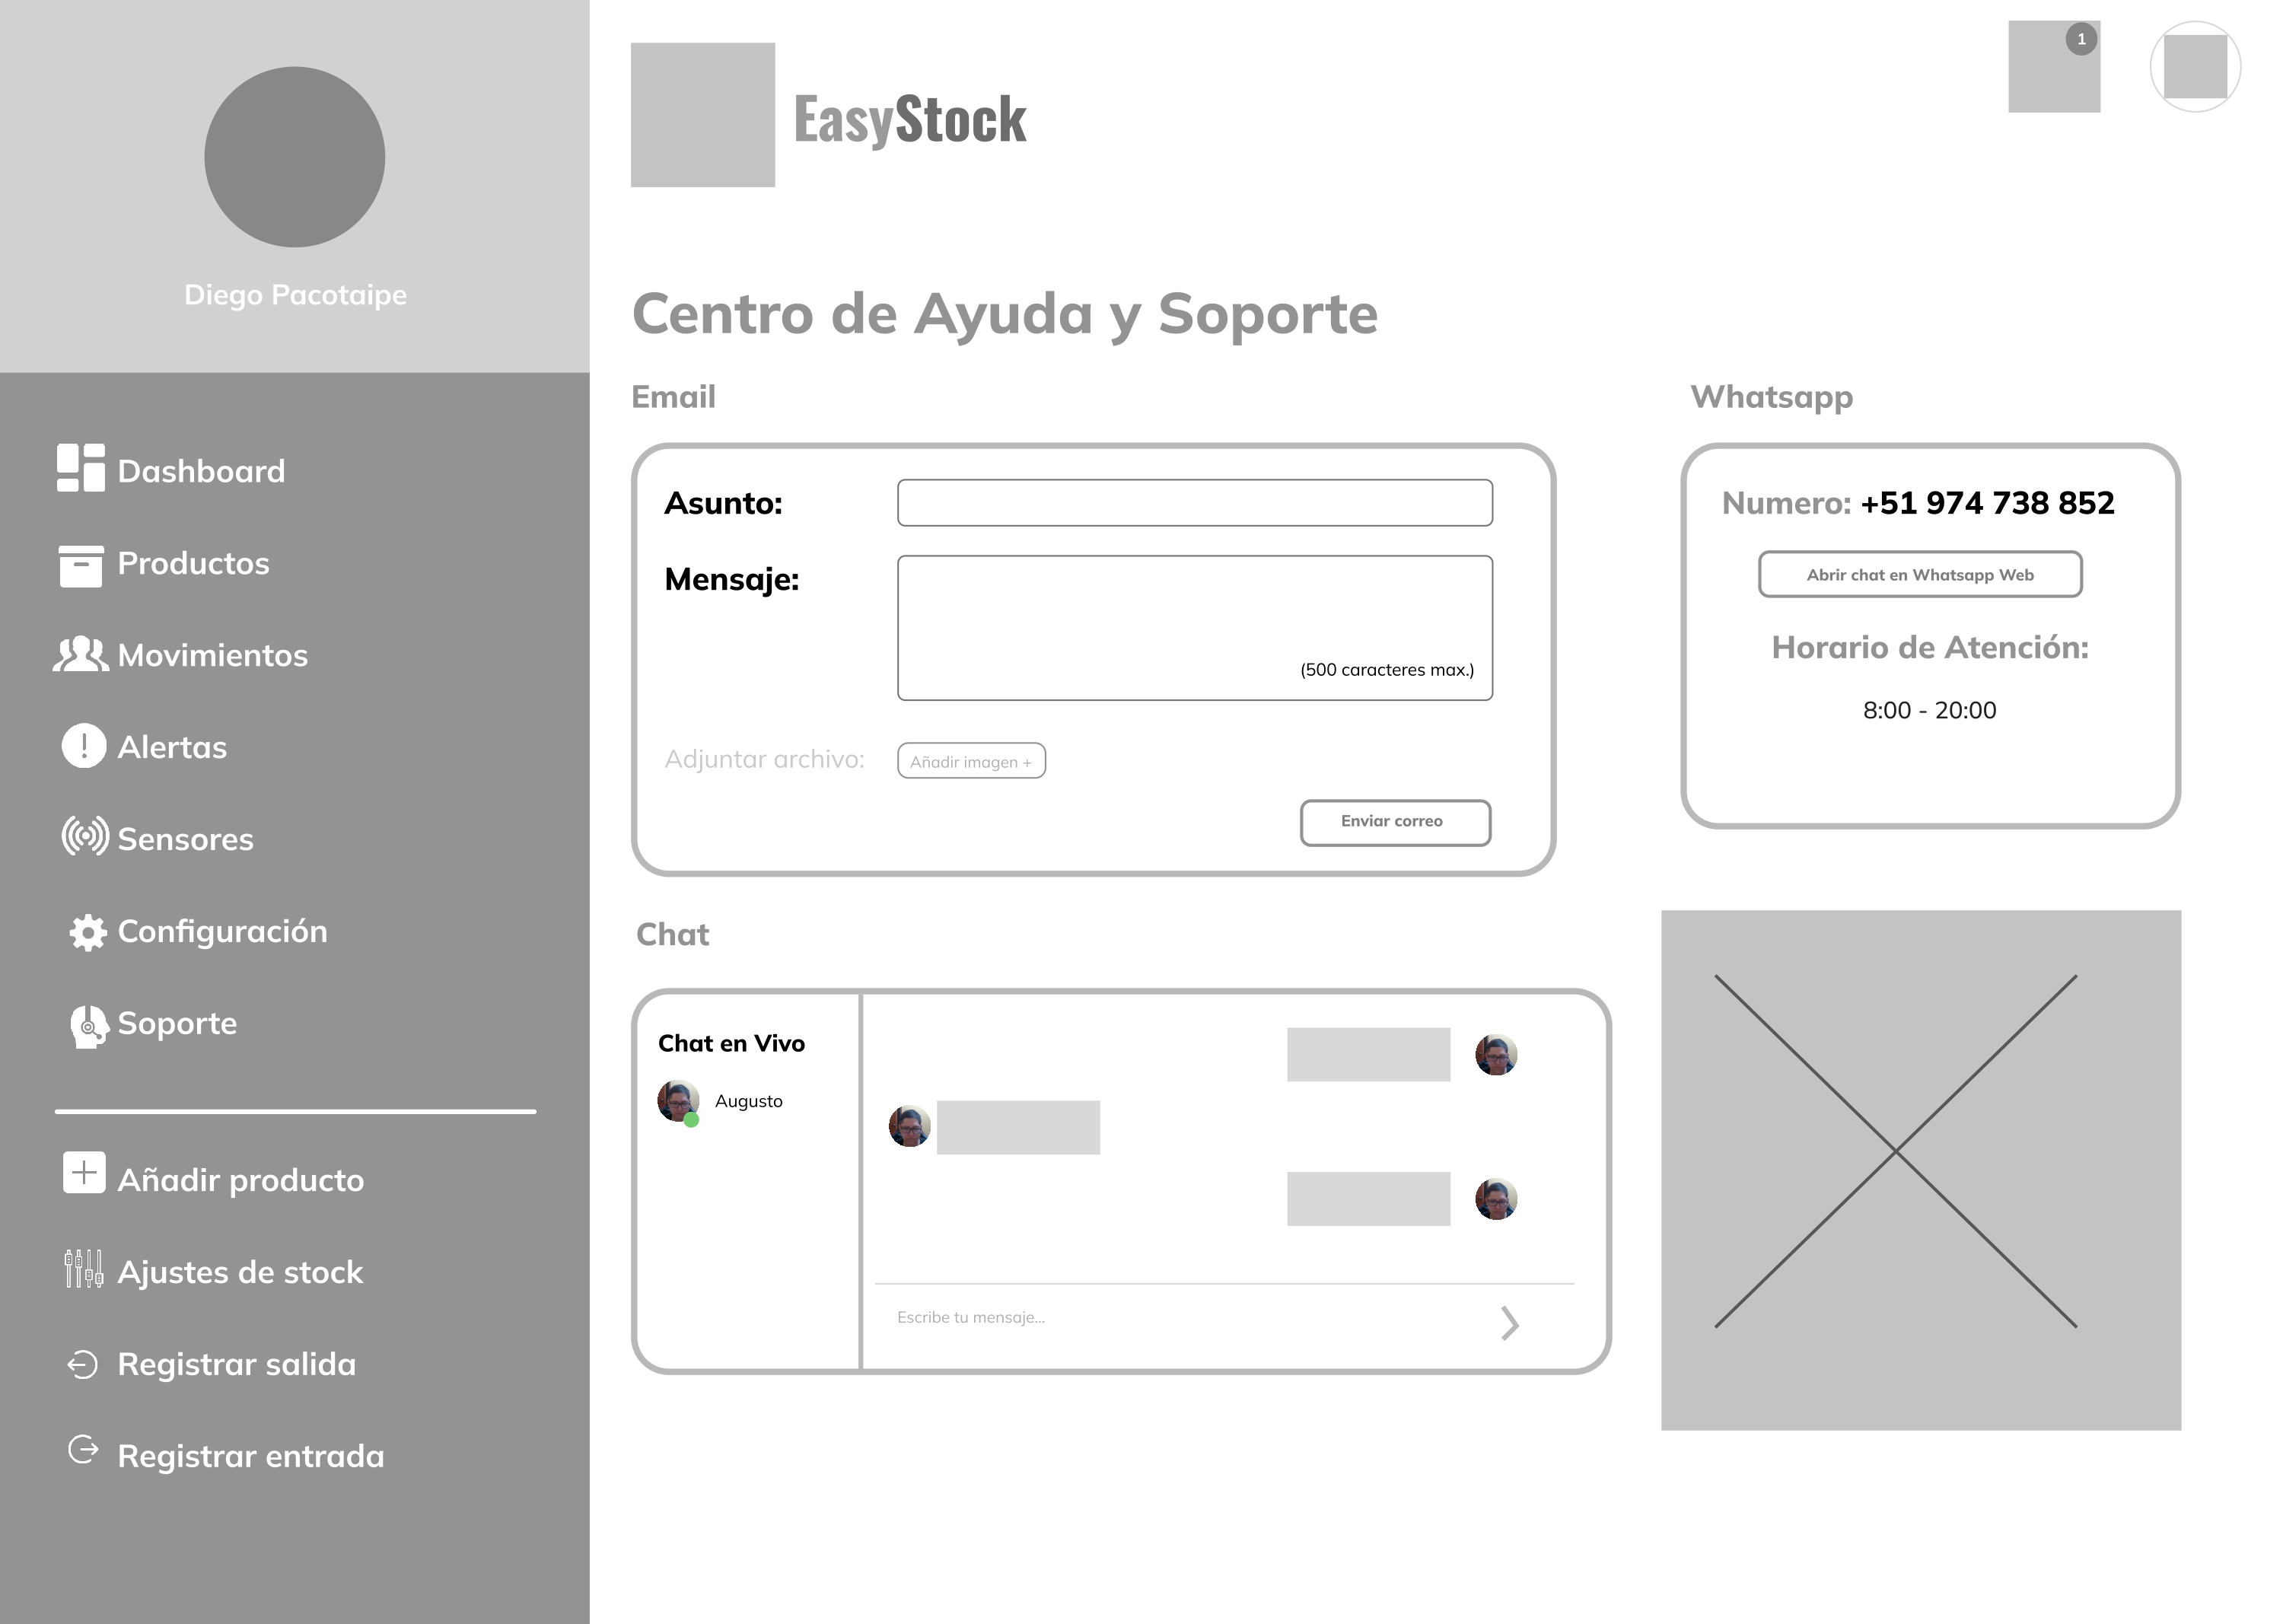 1
EasyStock
Diego Pacotaipe
Dashboard
Productos
Movimientos
Alertas
Sensores
Configuración
Soporte
Añadir producto
Ajustes de stock
Registrar salida
Registrar entrada
Centro de Ayuda y Soporte
Email
Asunto:
Mensaje:
(500 caracteres max.)
Adjuntar archivo:
Añadir imagen +
Enviar correo
Whatsapp
Numero: +51 974 738 852
Abrir chat en Whatsapp Web
Horario de Atención:
8:00 - 20:00
Chat
Chat en Vivo
Augusto
Escribe tu mensaje...